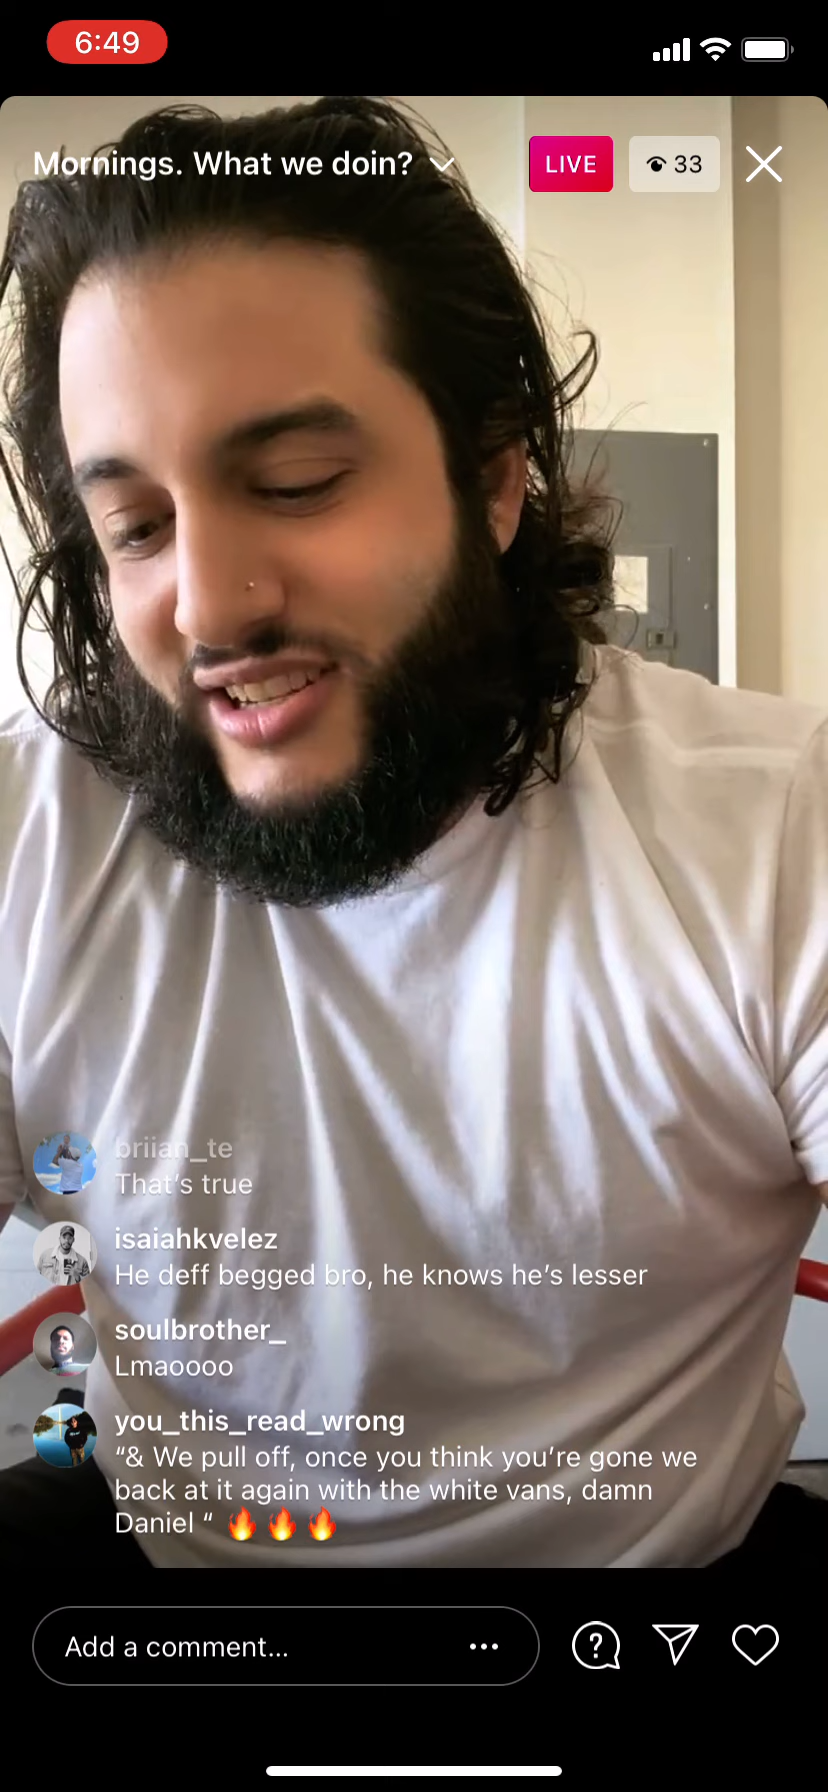 6:49
Mornings. What we doin?
LIVE
33
briian_te
That's true
isaiahkvelez
He deff begged bro, he knows he's lesser
soulbrother_
Lmaoooo
you_this_read_wrong
“& We pull off, once you think you're gone we
back at it again with the white vans, damn
Daniel “ 🔥🔥🔥
Add a comment...